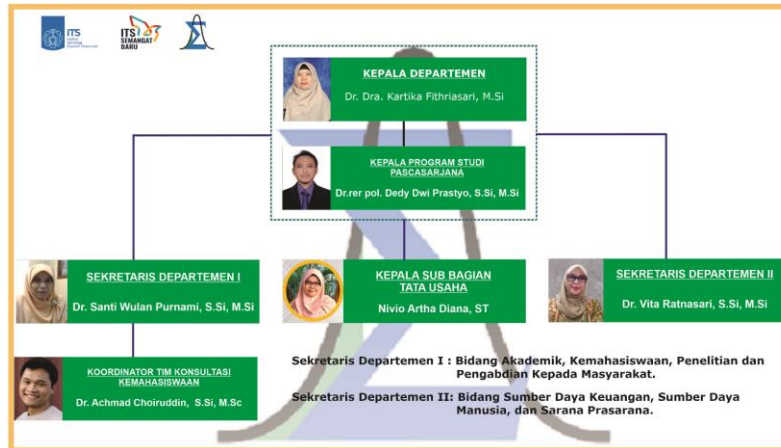 ITS
ITS
SEMANGAT
BARU
KEPALA DEPARTEMEN
Dr. Dra. Kartika Fithriasari, M.Si
KEPALA PROGRAM STUDI
PASCASARJANA
Dr.rer pol. Dedy Dwi Prastyo, S.Si, M.Si
SEKRETARIS DEPARTEMEN I
Dr. Santi Wulan Purnami, S.Si, M.Si
KEPALA SUB BAGIAN
TATA USAHA
Nivio Artha Diana, ST
SEKRETARIS DEPARTEMEN II
Dr. Vita Ratnasari, S.Si, M.Si
KOORDINATOR TIM KONSULTASI
KEMAHASISWAAN
Dr. Achmad Choiruddin, S.Si, M.Sc
Sekretaris Departemen I : Bidang Akademik, Kemahasiswaan, Penelitian dan
Pengabdian Kepada Masyarakat.
Sekretaris Departemen II: Bidang Sumber Daya Keuangan, Sumber Daya
Manusia, dan Sarana Prasarana.